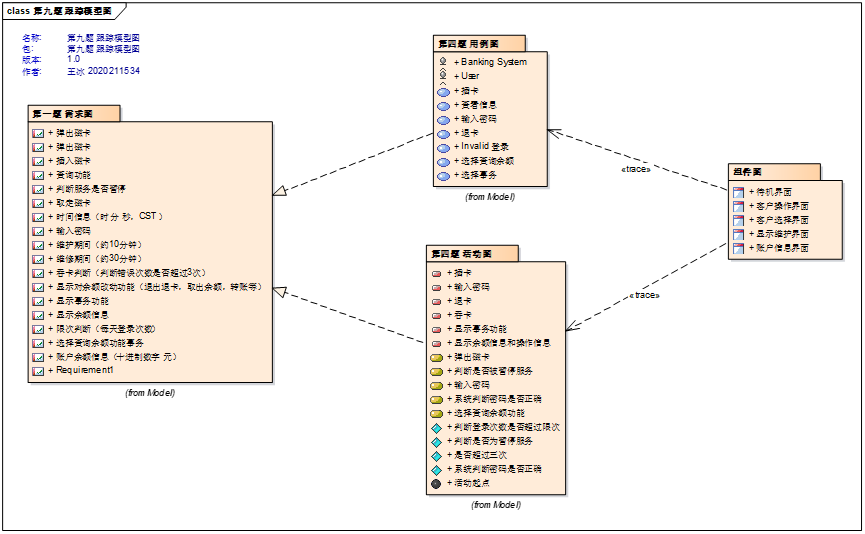 class 第九题 跟踪模型图
名称: 第九题 跟踪模型图
包: 第九题 跟踪模型图
版本: 1.0
作者: 王冰 2020211534
第一题 需求图
+ 弹出磁卡
+ 弹出磁卡
+ 插入磁卡
+ 查询功能
+ 判断服务是否暂停
+ 取走磁卡
+ 时间信息（时 分 秒，CST ）
+ 输入密码
+ 维护期间（约10分钟）
+ 维修期间（约30分钟）
+ 吞卡判断（判断错误次数是否超过3次）
+ 显示对余额改动功能（退出退卡，取出余额，转账等）
+ 显示事务功能
+ 显示余额信息
+ 限次判断（每天登录次数）
+ 选择查询余额功能事务
+ 账户余额信息（十进制数字 元）
+ Requirement1
(from Model)
第四题 用例图
+ Banking System
+ User
+ 插卡
+ 查看信息
+ 输入密码
+ 退卡
+ Invalid 登录
+ 选择查询余额
+ 选择事务
(from Model)
第四题 活动图
+ 插卡
+ 输入密码
+ 退卡
+ 吞卡
+ 显示事务功能
+ 显示余额信息和操作信息
+ 弹出磁卡
+ 判断是否被暂停服务
+ 输入密码
+ 系统判断密码是否正确
+ 选择查询余额功能
+ 判断登录次数是否超过限次
+ 判断是否为暂停服务
+ 是否超过三次
+ 系统判断密码是否正确
+ 活动起点
(from Model)
«trace»
«trace»
组件图
+ 待机界面
+ 客户操作界面
+ 客户选择界面
+ 显示维护界面
+ 账户信息界面